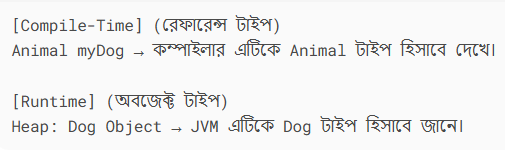 [Compile-Time] (রেফারেন্স টাইপ)
Animal myDog → কম্পাইলার এটিকে Animal টাইপ হিসাবে দেখে।
[Runtime] (অবজেক্ট টাইপ)
Heap: Dog Object → JVM এটিকে Dog টাইপ হিসাবে জানে।